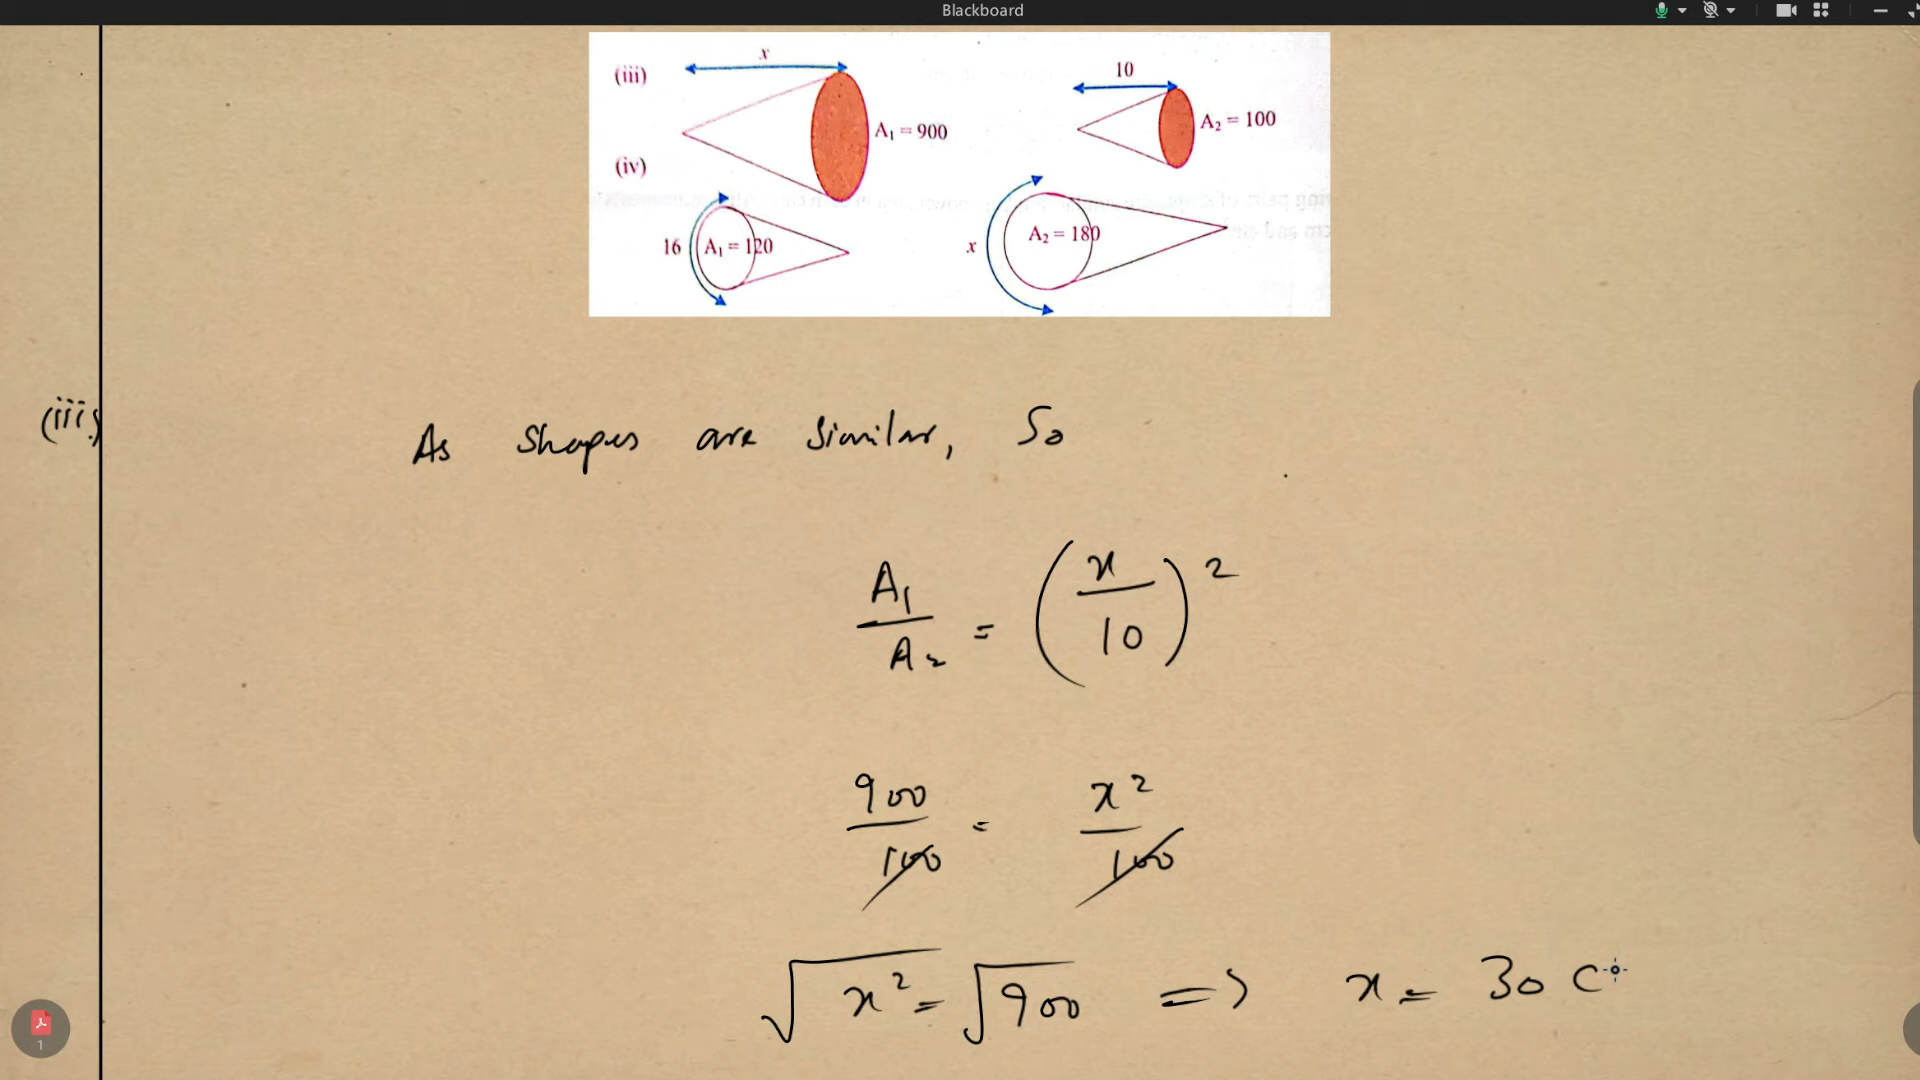 Blackboard
x
(iii)
A₁ = 900
10
A₂ = 100
(iv)
16
A₁ = 120
x
A₂ = 180
(iii)
As shapes are similar, So
A₁/A₂ = (x/10)²
900/100 = x²/100
√x² = √900 => x = 30 c
1